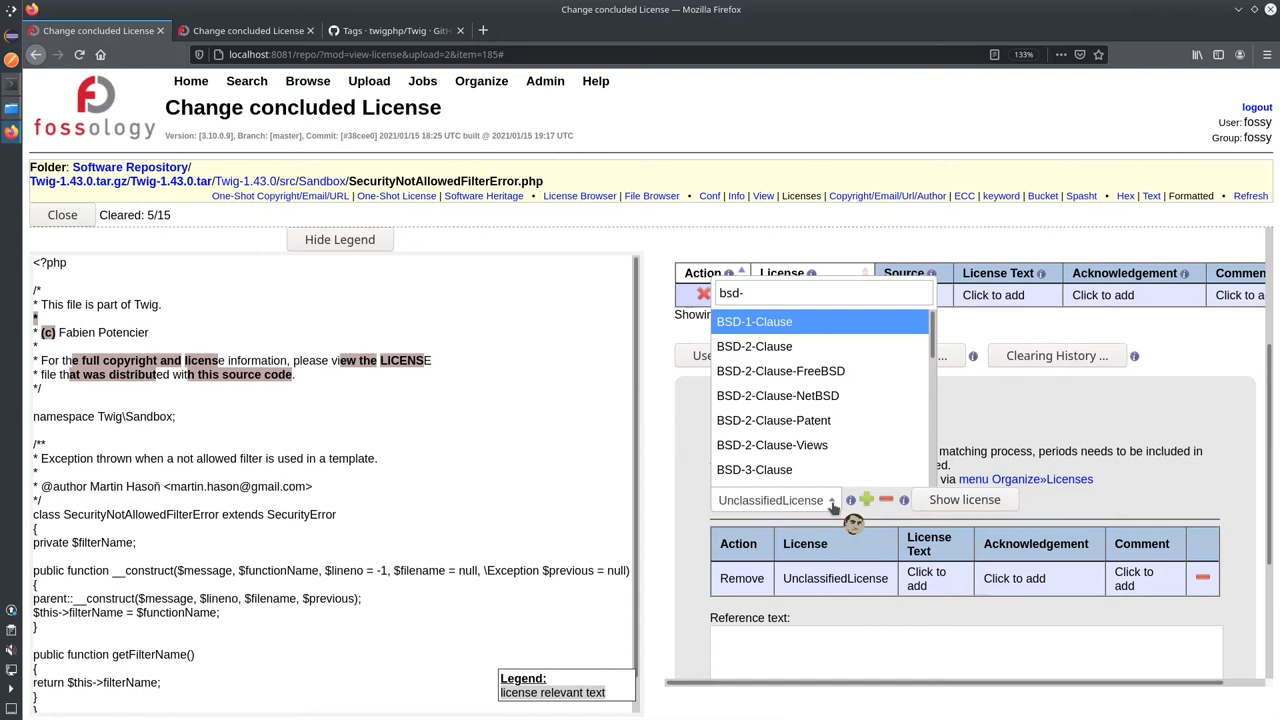 Change concluded License — Mozilla Firefox
Change concluded License
Change concluded License
Tags · twigphp/Twig · GitH
localhost:8081/repo/?mod=view-license&upload=2&item=185#
133%
fossology
Home Search Browse Upload Jobs Organize Admin Help
Change concluded License
Version: [3.10.0.9], Branch: [master], Commit: [#38cee0] 2021/01/15 18:25 UTC built @ 2021/01/15 19:17 UTC
logout
User: fossy
Group: fossy
Folder: Software Repository/
Twig-1.43.0.tar.gz/Twig-1.43.0.tar/Twig-1.43.0/src/Sandbox/SecurityNotAllowedFilterError.php
One-Shot Copyright/Email/URL | One-Shot License | Software Heritage • License Browser | File Browser • Conf | Info | View | Licenses | Copyright/Email/Url/Author | ECC | keyword | Bucket | Spasht • Hex | Text | Formatted • Refresh
Close Cleared: 5/15
Hide Legend
<?php
/*
* This file is part of Twig.
*
* (c) Fabien Potencier
*
* For the full copyright and license information, please view the LICENSE
* file that was distributed with this source code.
*/
namespace Twig\Sandbox;
/**
* Exception thrown when a not allowed filter is used in a template.
*
* @author Martin Hasoň <martin.hason@gmail.com>
*/
class SecurityNotAllowedFilterError extends SecurityError
{
private $filterName;
public function __construct($message, $functionName, $lineno = -1, $filename = null, \Exception $previous = null)
{
parent::__construct($message, $lineno, $filename, $previous);
$this->filterName = $functionName;
}
public function getFilterName()
{
return $this->filterName;
}
}
Legend:
license relevant text
Action License Source License Text Acknowledgement Commen
Click to add Click to add Click to add
Showin
bsd-
BSD-1-Clause
BSD-2-Clause
BSD-2-Clause-FreeBSD
BSD-2-Clause-NetBSD
BSD-2-Clause-Patent
BSD-2-Clause-Views
BSD-3-Clause
Use
...
Clearing History ...
matching process, periods needs to be included in
ed.
via menu Organize»Licenses
UnclassifiedLicense
Show license
Action License License Text Acknowledgement Comment
Remove UnclassifiedLicense Click to add Click to add Click to add
Reference text: